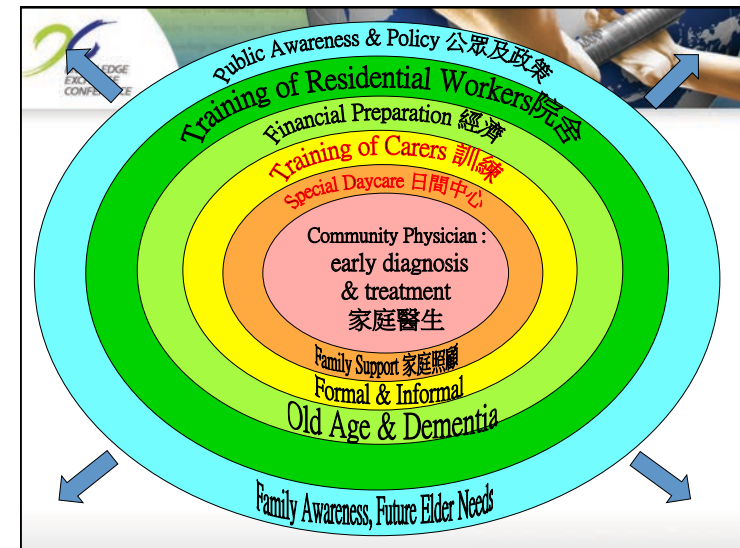 EDGE
EXC
CONFERENCE
Public Awareness & Policy 公眾及政策
Training of Residential Workers院舍
Financial Preparation 經濟
Training of Carers 訓練
Special Daycare 日間中心
Community Physician :
early diagnosis
& treatment
家庭醫生
Family Support 家庭照顧
Formal & Informal
Old Age & Dementia
Family Awareness, Future Elder Needs